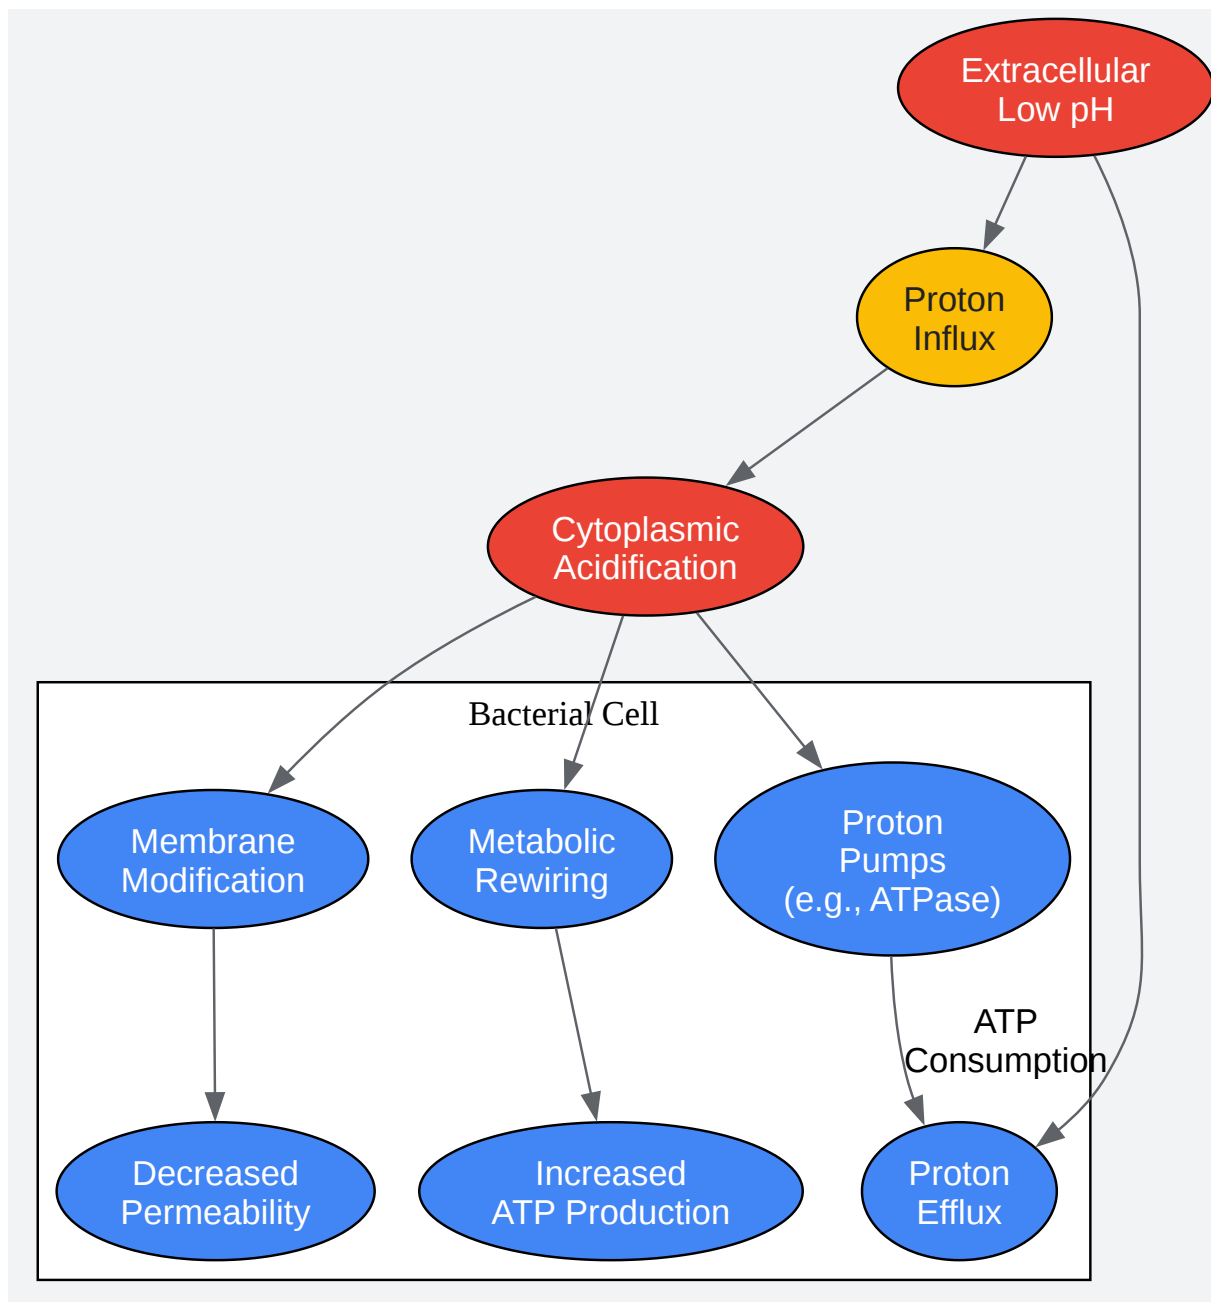 Extracellular
Low pH
Proton
Influx
Cytoplasmic
Acidification
Bacterial Cell
Membrane
Modification
Metabolic
Rewiring
Proton
Pumps
(e.g., ATPase)
ATP
Consumption
Decreased
Permeability
Increased
ATP Production
Proton
Efflux